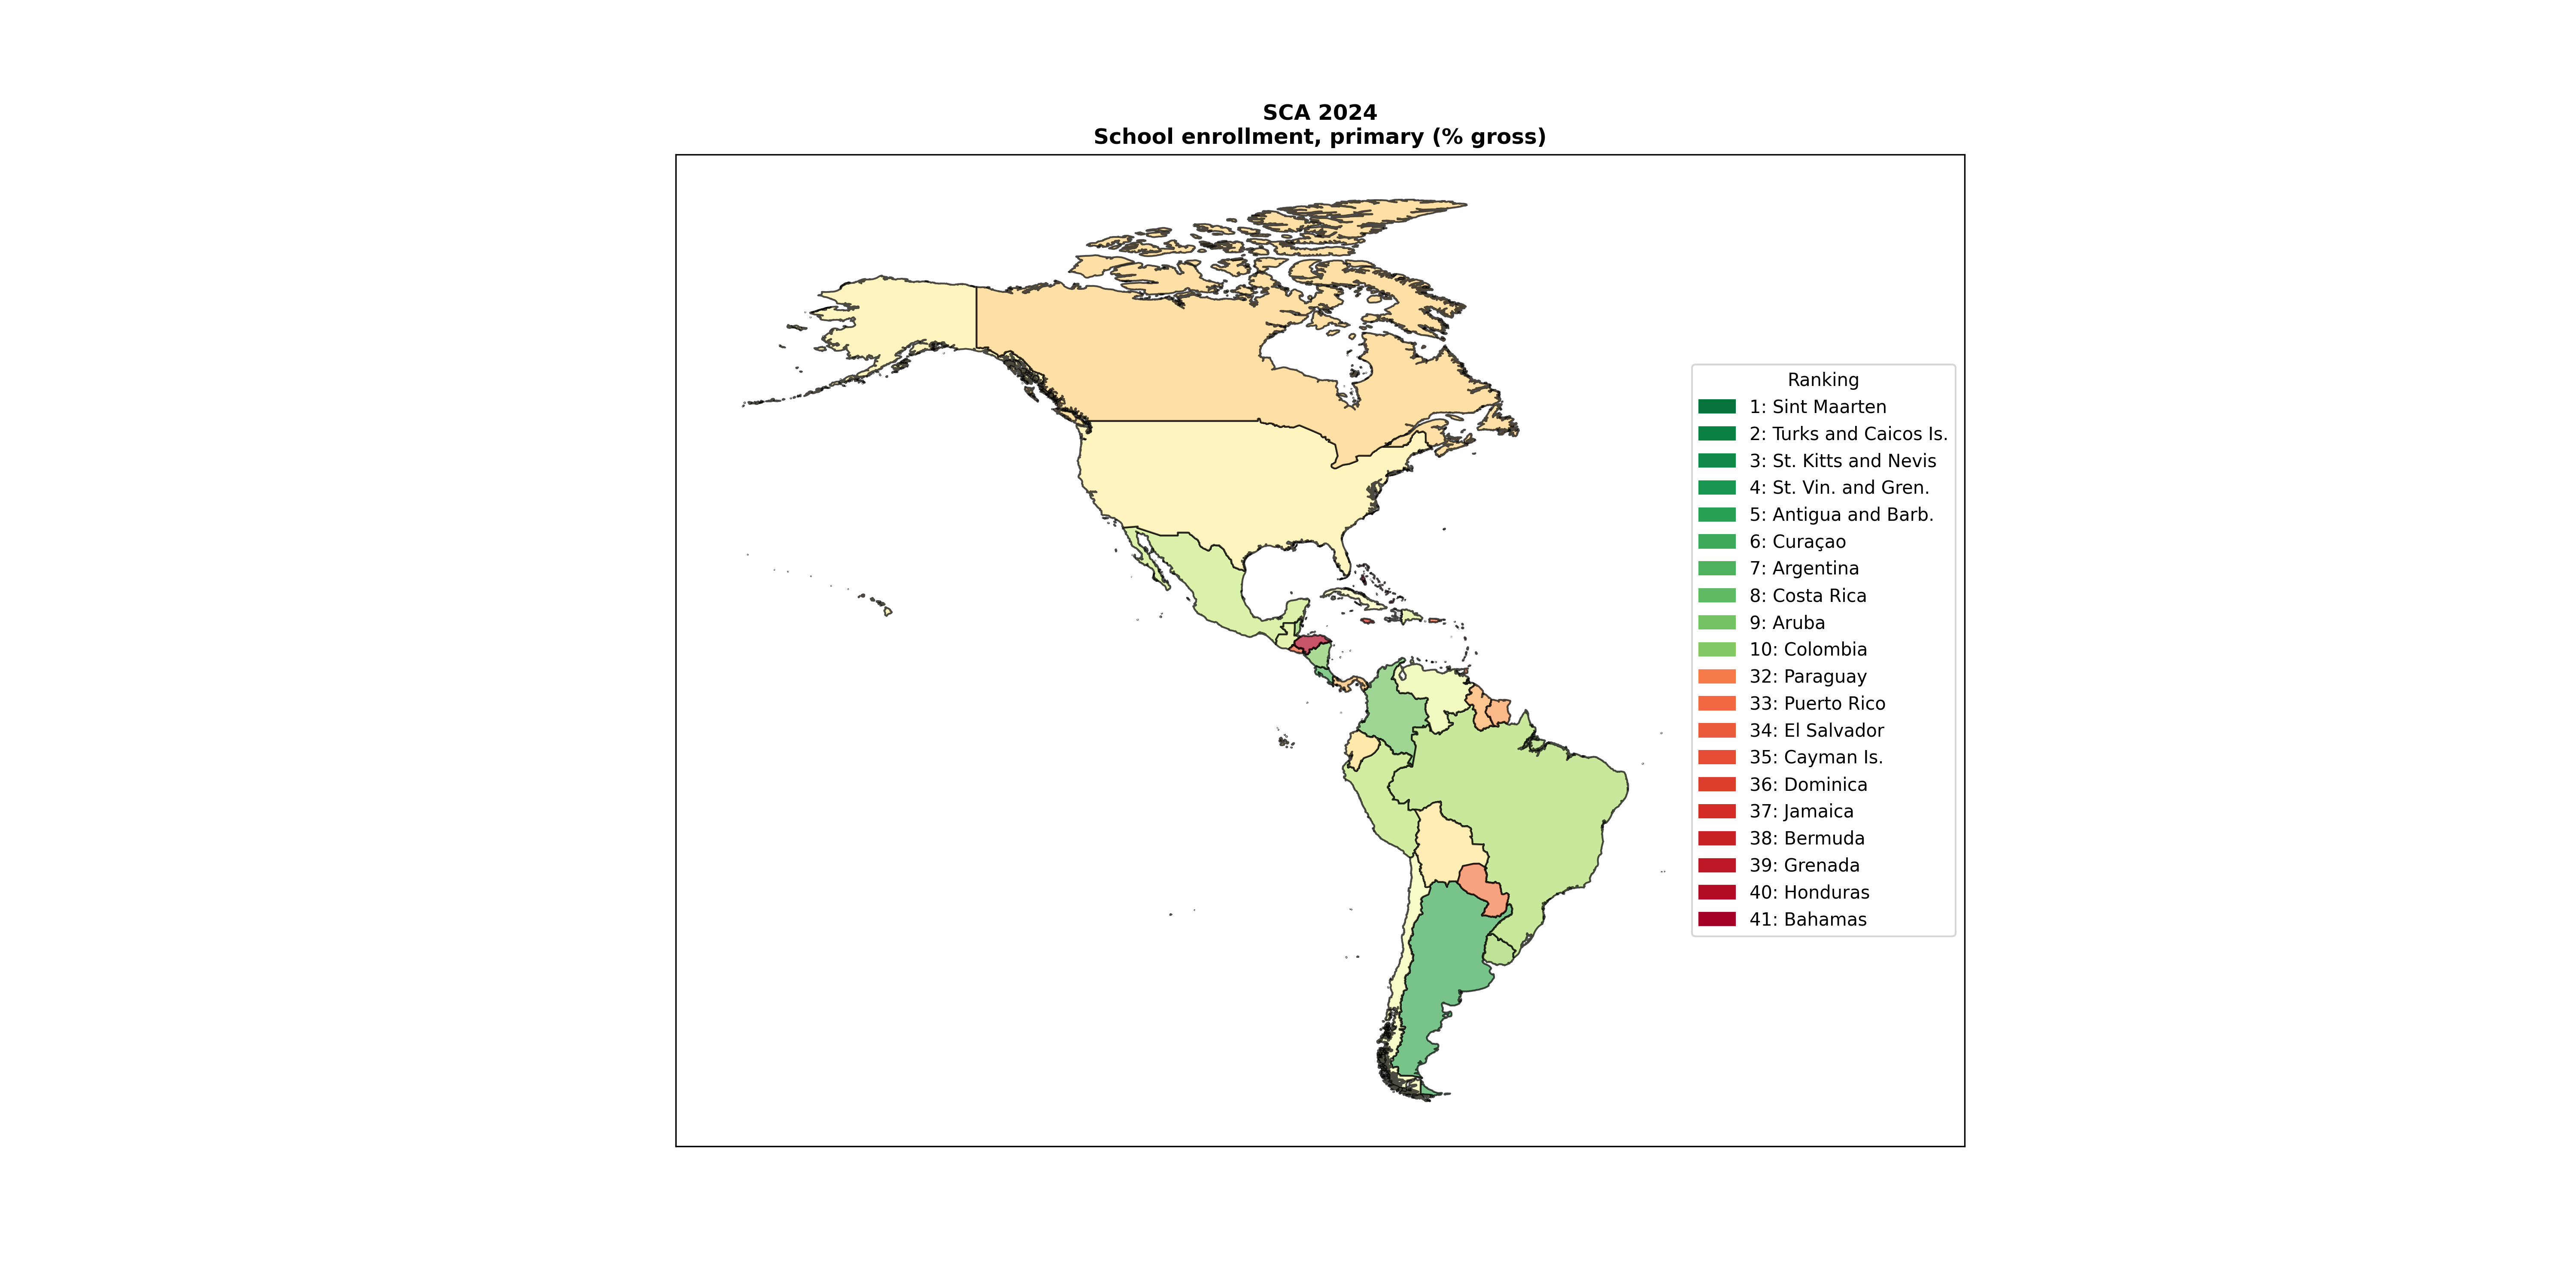 SCA 2024
School enrollment, primary (% gross)
Ranking
1: Sint Maarten
2: Turks and Caicos Is.
3: St. Kitts and Nevis
4: St. Vin. and Gren.
5: Antigua and Barb.
6: Curaçao
7: Argentina
8: Costa Rica
9: Aruba
10: Colombia
32: Paraguay
33: Puerto Rico
34: El Salvador
35: Cayman Is.
36: Dominica
37: Jamaica
38: Bermuda
39: Grenada
40: Honduras
41: Bahamas